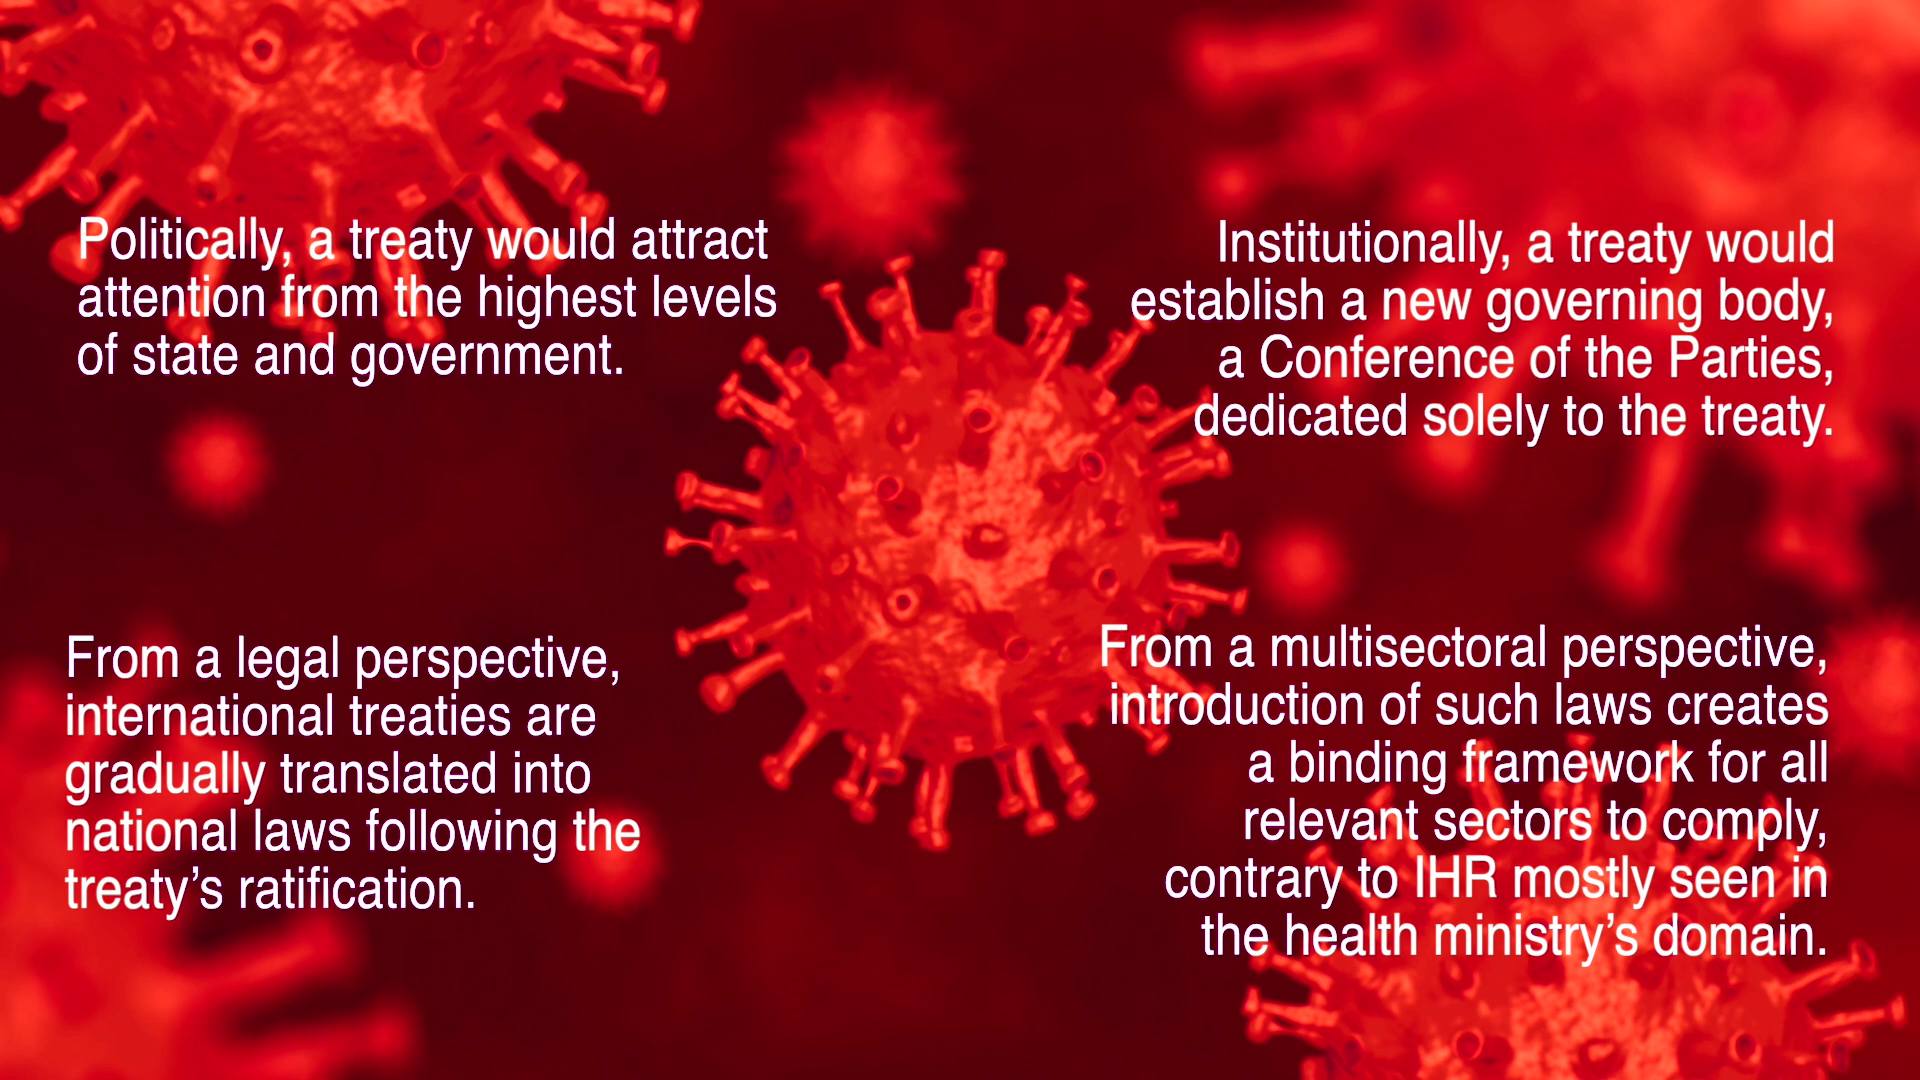 Politically, a treaty would attract
attention from the highest levels
of state and government.
Institutionally, a treaty would
establish a new governing body,
a Conference of the Parties,
dedicated solely to the treaty.
From a legal perspective,
international treaties are
gradually translated into
national laws following the
treaty’s ratification.
From a multisectoral perspective,
introduction of such laws creates
a binding framework for all
relevant sectors to comply,
contrary to IHR mostly seen in
the health ministry’s domain.